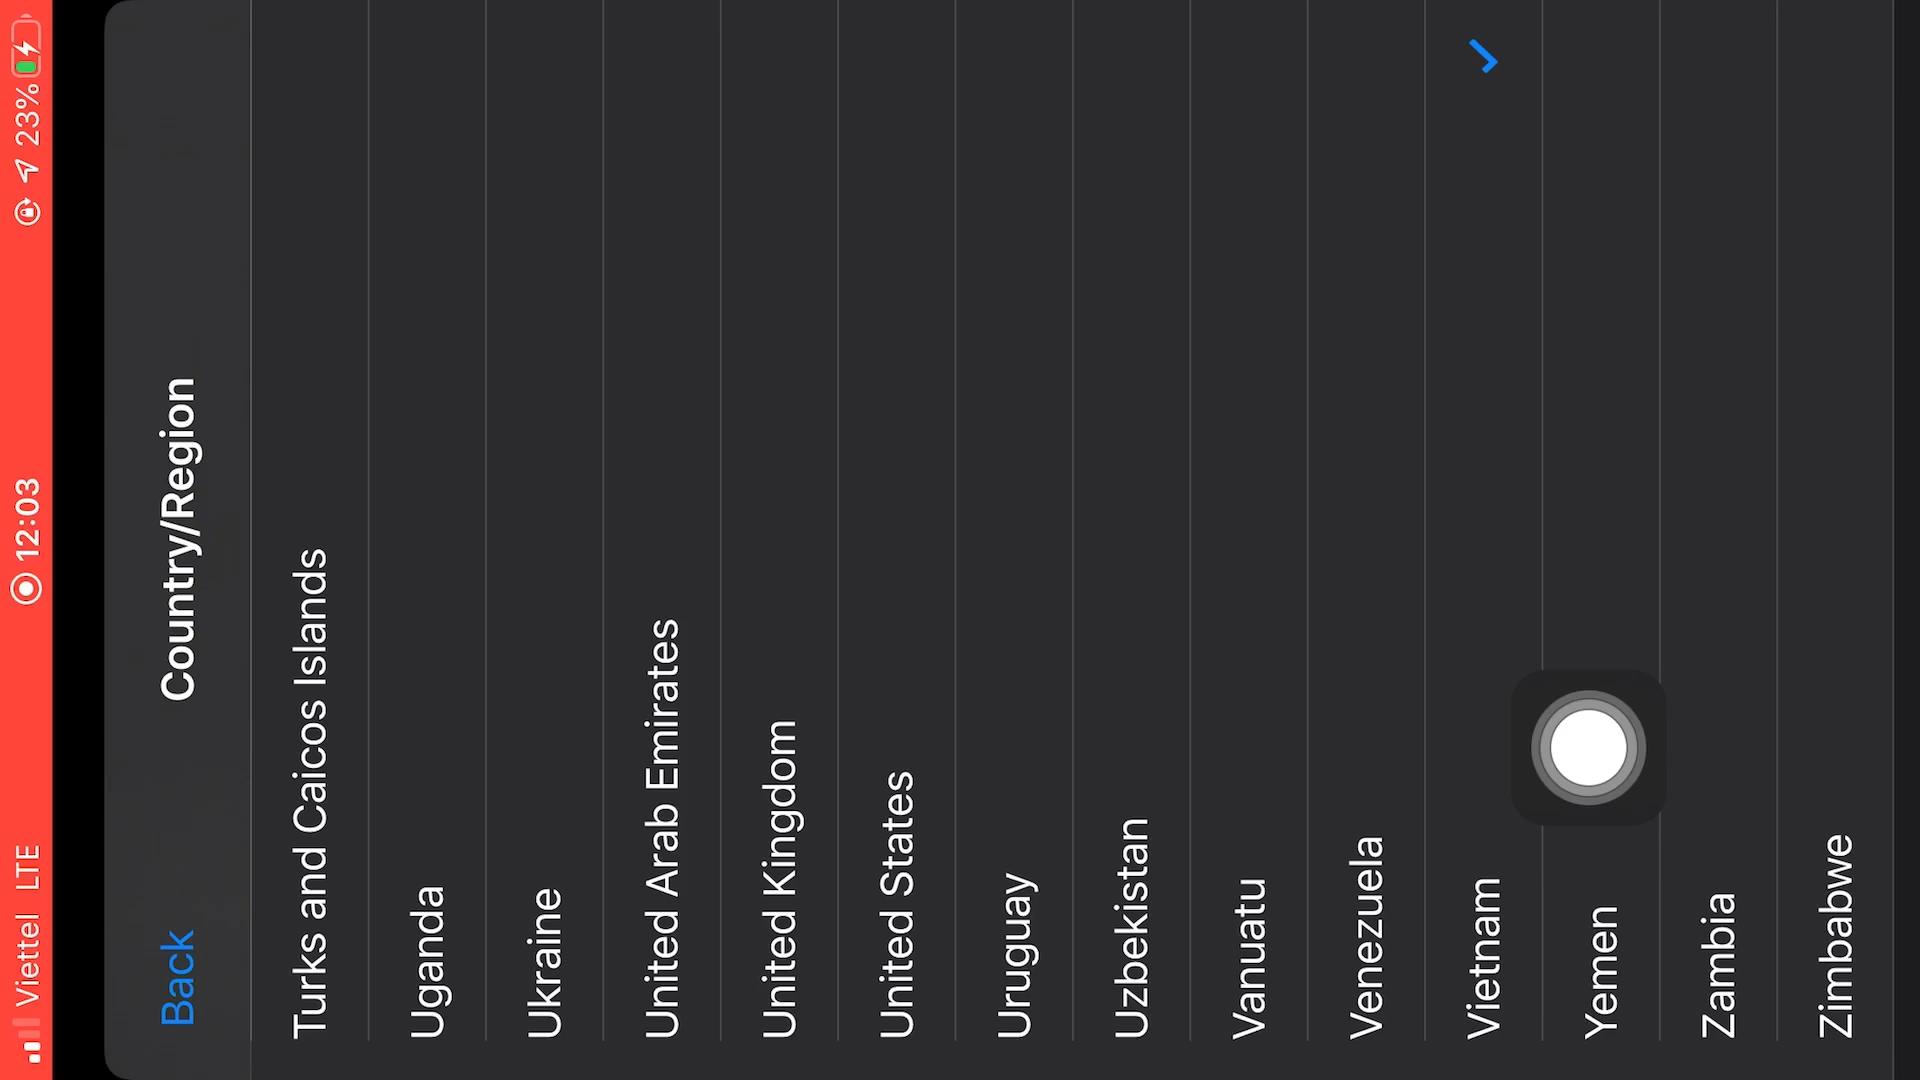 Viettel LTE 12:03 23%
Back Country/Region
Turks and Caicos Islands
Uganda
Ukraine
United Arab Emirates
United Kingdom
United States
Uruguay
Uzbekistan
Vanuatu
Venezuela
Vietnam
Yemen
Zambia
Zimbabwe